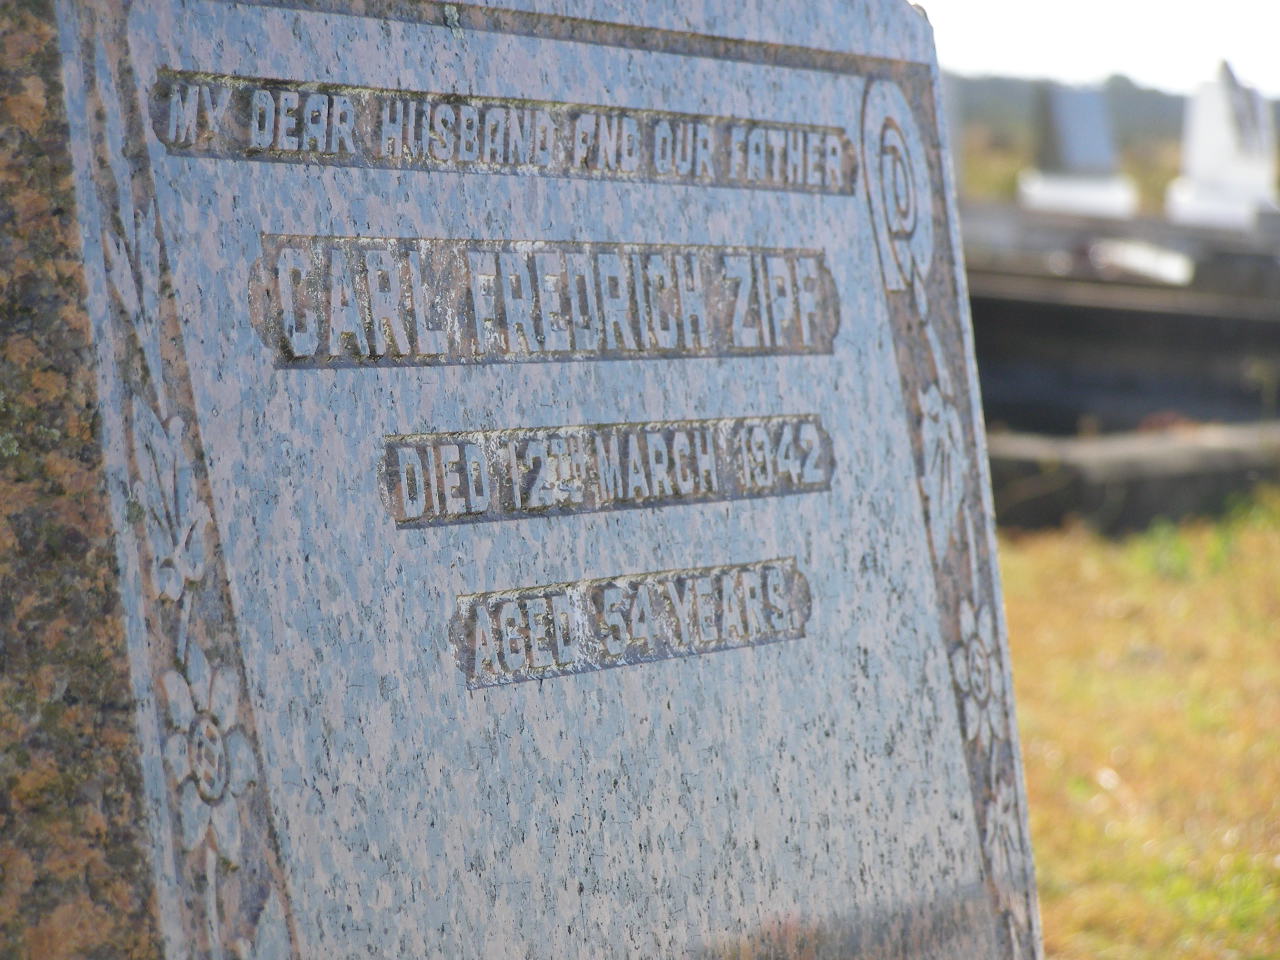 MY DEAR HUSBAND AND OUR FATHER
CARL FREDRICH ZIPF
DIED 12TH MARCH 1942
AGED 54 YEARS